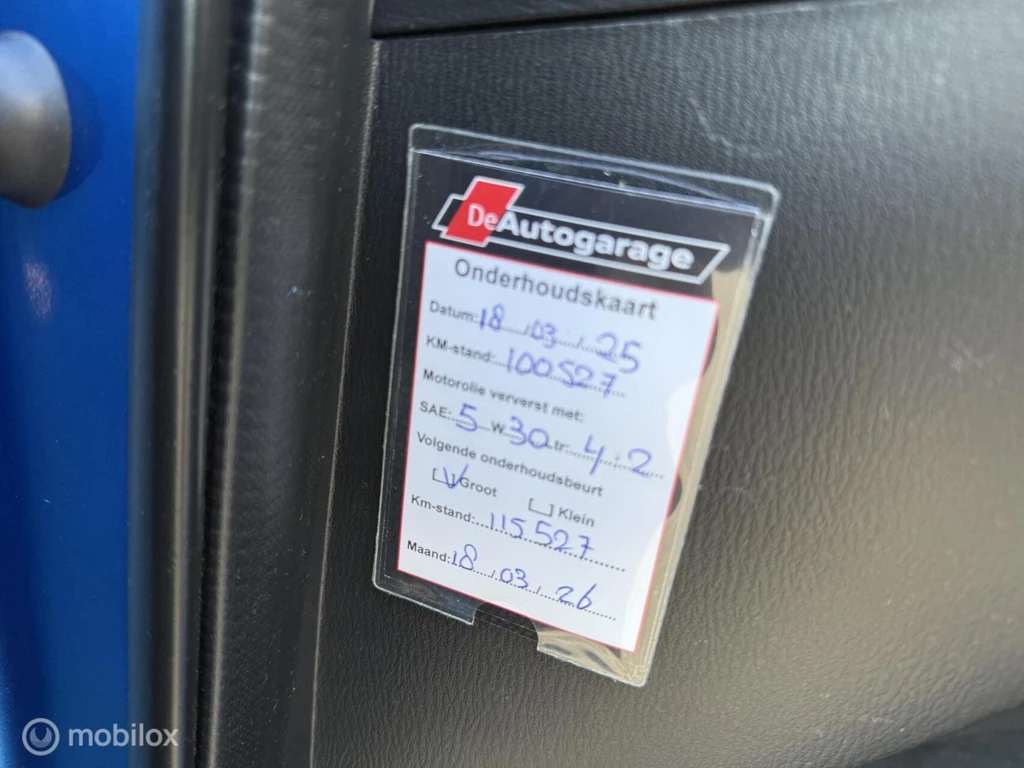 DeAutogarage
Onderhoudskaart
Datum: 18 / 03 / 25
KM-stand: 100527
Motorolie ververst met:
SAE: 5 W 30 ltr: 4.2
Volgende onderhoudsbeurt
Groot Klein
Km-stand: 115527
Maand: 18 / 03 / 26
mobilox